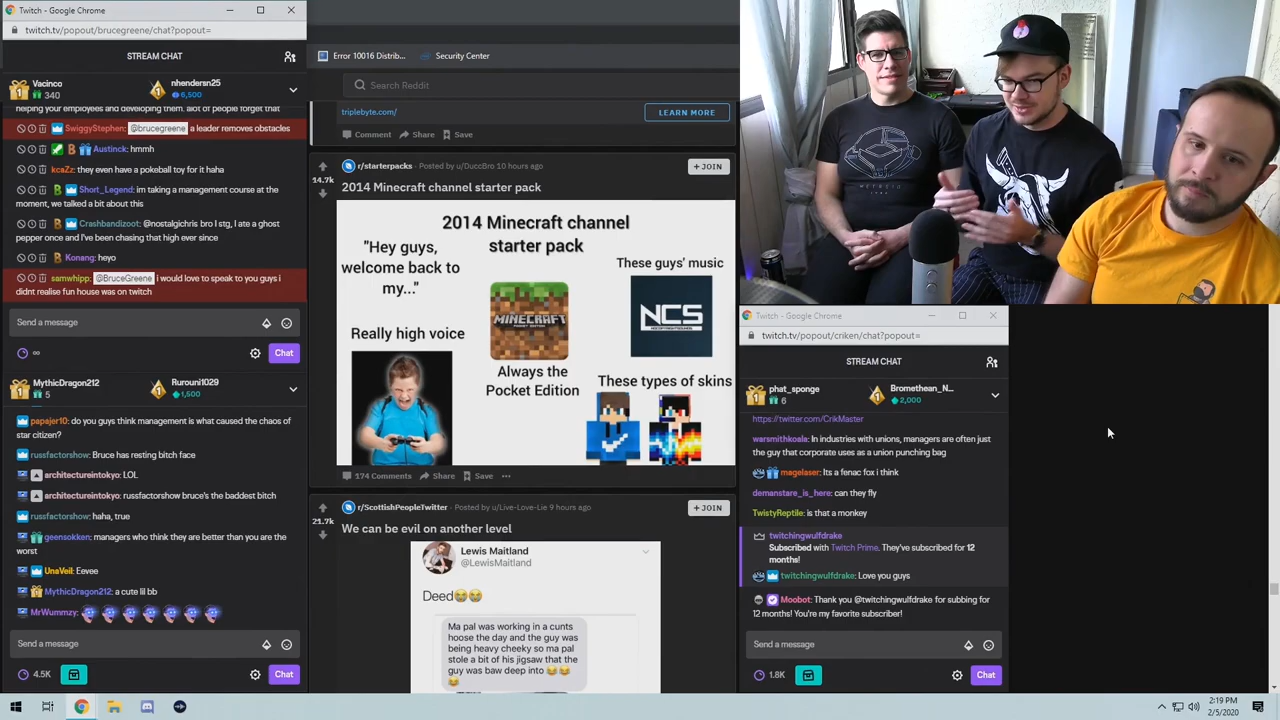 Twitch - Google Chrome
twitch.tv/popout/brucegreene/chat?popout=
STREAM CHAT
Vacinco
340
nhendersn25
6,500
helping your employees and developing them. alot of people forget that
SwiggyStephen: @brucegreene a leader removes obstacles
Austinck: hmmh
kcaZz: they even have a pokeball toy for it haha
Short_Legend: im taking a management course at the
moment, we talked a bit about this
Crashbandizoot: @nostalgichris bro I stg, I ate a ghost
pepper once and I've been chasing that high ever since
Konang: heyo
samwhipp: @BruceGreene i would love to speak to you guys i
didnt realise fun house was on twitch
Send a message
∞
Chat
MythicDragon212
5
Rurouni1029
1,500
papajer10: do you guys think management is what caused the chaos of
star citizen?
russfactorshow: Bruce has resting bitch face
architectureintokyo: LOL
architectureintokyo: russfactorshow bruce's the baddest bitch
russfactorshow: haha, true
geensokken: managers who think they are better than you are the
worst
UnaVeil: Eevee
MythicDragon212: a cute lil bb
MrWummzy:
Send a message
4.5K
Chat
Error 10016 Distrib...
Security Center
Search Reddit
triplebyte.com/
LEARN MORE
Comment
Share
Save
14.7k
r/starterpacks · Posted by u/DuccBro 10 hours ago
+ JOIN
2014 Minecraft channel starter pack
2014 Minecraft channel
starter pack
"Hey guys,
welcome back to
my..."
Really high voice
MINECRAFT
POCKET EDITION
Always the
Pocket Edition
These guys' music
NCS
These types of skins
174 Comments
Share
Save
21.7k
r/ScottishPeopleTwitter · Posted by u/Live-Love-Lie 9 hours ago
+ JOIN
We can be evil on another level
Lewis Maitland
@LewisMaitland
Deed😂😂
Ma pal was working in a cunts
hoose the day and the guy was
being heavy cheeky so ma pal
stole a bit of his jigsaw that the
guy was baw deep into 😂😂
😂
Twitch - Google Chrome
twitch.tv/popout/criken/chat?popout=
STREAM CHAT
phat_sponge
6
Bromethean_N...
2,000
https://twitter.com/CrikMaster
warsmithkoala: In industries with unions, managers are often just
the guy that corporate uses as a union punching bag
magelaser: Its a fenac fox i think
demanstare_is_here: can they fly
TwistyReptile: is that a monkey
twitchingwulfdrake
Subscribed with Twitch Prime. They've subscribed for 12
months!
twitchingwulfdrake: Love you guys
Moobot: Thank you @twitchingwulfdrake for subbing for
12 months! You're my favorite subscriber!
Send a message
1.8K
Chat
2:19 PM
2/5/2020